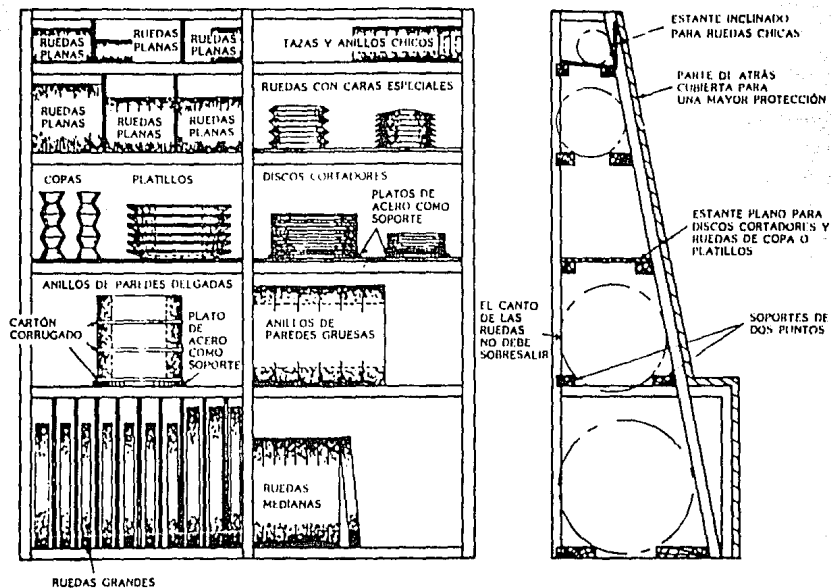 RUEDAS
PLANAS
RUEDAS
PLANAS
RUEDAS
PLANAS
TAZAS Y ANILLOS CHICOS
RUEDAS
PLANAS
RUEDAS
PLANAS
RUEDAS
PLANAS
RUEDAS CON CARAS ESPECIALES
COPAS
PLATILLOS
DISCOS CORTADORES
PLATOS DE
ACERO COMO
SOPORTE
ANILLOS DE PAREDES DELGADAS
CARTÓN
CORRUGADO
PLATO
DE
ACERO
COMO
SOPORTE
ANILLOS DE
PAREDES GRUESAS
RUEDAS
MEDIANAS
RUEDAS GRANDES
ESTANTE INCLINADO
PARA RUEDAS CHICAS
PARTE DE ATRÁS
CUBIERTA PARA
UNA MAYOR PROTECCIÓN
ESTANTE PLANO PARA
DISCOS CORTADORES Y
RUEDAS DE COPA O
PLATILLOS
EL CANTO
DE LAS
RUEDAS
NO DEBE
SOBRESALIR
SOPORTES DE
DOS PUNTOS